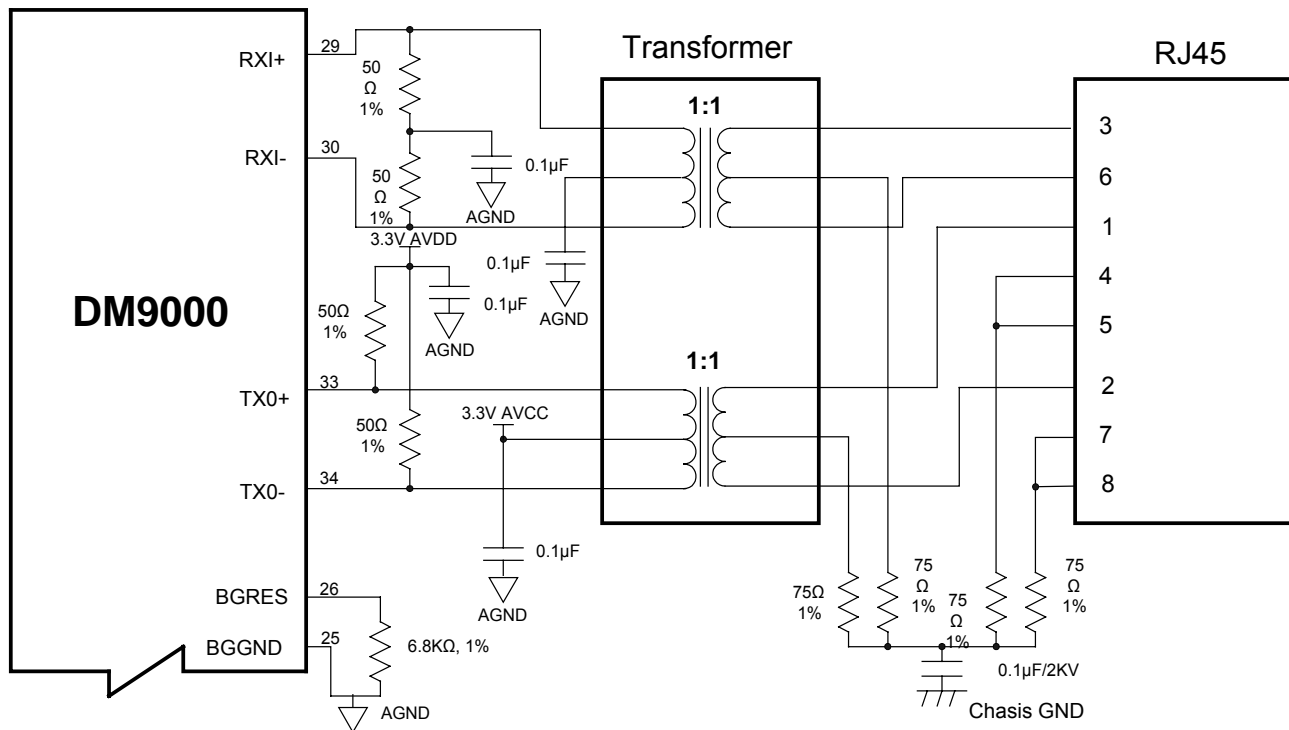 Transformer
RJ45
DM9000
RXI+
29
50
Ω
1%
RXI-
30
50
Ω
1%
0.1µF
AGND
3.3V AVDD
0.1µF
AGND
0.1µF
AGND
50Ω
1%
TX0+
33
50Ω
1%
TX0-
34
3.3V AVCC
0.1µF
AGND
BGRES
26
BGGND
25
6.8KΩ, 1%
AGND
1:1
1:1
3
6
1
4
5
2
7
8
75Ω
1%
75
Ω
1%
75
Ω
1%
75
Ω
1%
0.1µF/2KV
Chasis GND